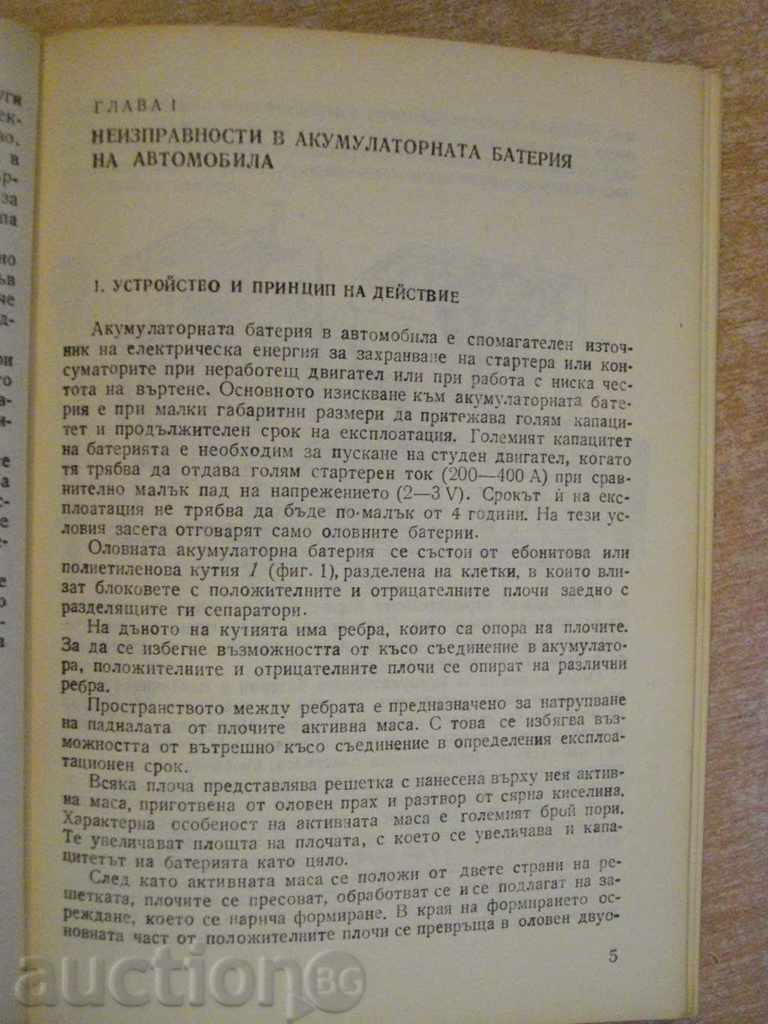 ГЛАВА I
НЕИЗПРАВНОСТИ В АКУМУЛАТОРНАТА БАТЕРИЯ
НА АВТОМОБИЛА
1. УСТРОЙСТВО И ПРИНЦИП НА ДЕЙСТВИЕ
Акумулаторната батерия в автомобила е спомагателен източ-
ник на електрическа енергия за захранване на стартера или кон-
суматорите при неработещ двигател или при работа с ниска чес-
тота на въртене. Основното изискване към акумулаторната бате-
рия е при малки габаритни размери да притежава голям капаци-
тет и продължителен срок на експлоатация. Големият капацитет
на батерията е необходим за пускане на студен двигател, когато
тя трябва да отдава голям стартерен ток (200—400 А) при срав-
нително малък пад на напрежението (2—3 V). Срокът ѝ на екс-
плоатация не трябва да бъде по-малък от 4 години. На тези ус-
ловия засега отговарят само оловните батерии.
Оловната акумулаторна батерия се състои от ебонитова или
полиетиленова кутия 1 (фиг. 1), разделена на клетки, в които вли-
зат блоковете с положителните и отрицателните плочи заедно с
разделящите ги сепаратори.
На дъното на кутията има ребра, които са опора на плочите.
За да се избегне възможността от късо съединение в акумулато-
ра, положителните и отрицателните плочи се опират на различни
ребра.
Пространството между ребрата е предназначено за натрупване
на падналата от плочите активна маса. С това се избягва въз-
можността от вътрешно късо съединение в определения експлоа-
тационен срок.
Всяка плоча представлява решетка с нанесена върху нея актив-
на маса, приготвена от оловен прах и разтвор от сярна киселина.
Характерна особеност на активната маса е големият брой пори.
Те увеличават площта на плочата, с което се увеличава и капа-
цитетът на батерията като цяло.
След като активната маса се положи от двете страни на ре-
шетката, плочите се пресоват, обработват се и се подлагат на за-
реждане, което се нарича формиране. В края на формирането ос-
новната част от положителните плочи се превръща в оловен двуо-
5
auction BG